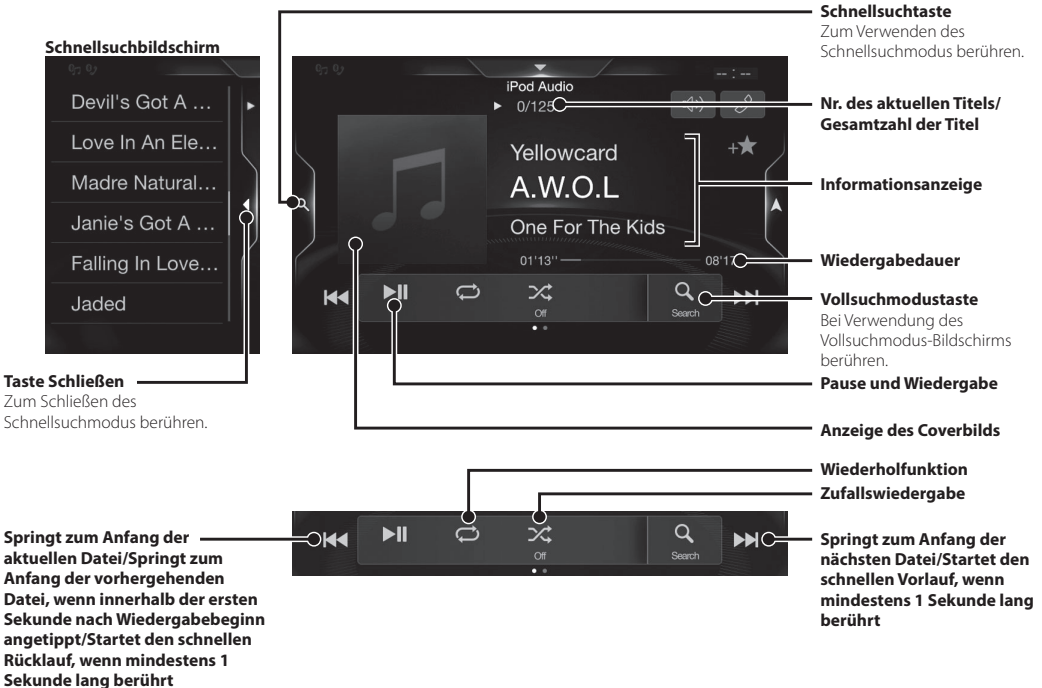 Schnellsuchtaste
Zum Verwenden des
Schnellsuchmodus berühren.
Schnellsuchbildschirm
Devil's Got A ...
Love In An Ele...
Madre Natural...
Janie's Got A ...
Falling In Love...
Jaded
Taste Schließen
Zum Schließen des
Schnellsuchmodus berühren.
-- : --
iPod Audio
0/125
Yellowcard
A.W.O.L
One For The Kids
01'13''
08'17
Off
Search
Nr. des aktuellen Titels/
Gesamtzahl der Titel
Informationsanzeige
Wiedergabedauer
Vollsuchmodustaste
Bei Verwendung des
Vollsuchmodus-Bildschirms
berühren.
Pause und Wiedergabe
Anzeige des Coverbilds
Wiederholfunktion
Zufallswiedergabe
Off
Search
Springt zum Anfang der
aktuellen Datei/Springt zum
Anfang der vorhergehenden
Datei, wenn innerhalb der ersten
Sekunde nach Wiedergabebeginn
angetippt/Startet den schnellen
Rücklauf, wenn mindestens 1
Sekunde lang berührt
Springt zum Anfang der
nächsten Datei/Startet den
schnellen Vorlauf, wenn
mindestens 1 Sekunde lang
berührt